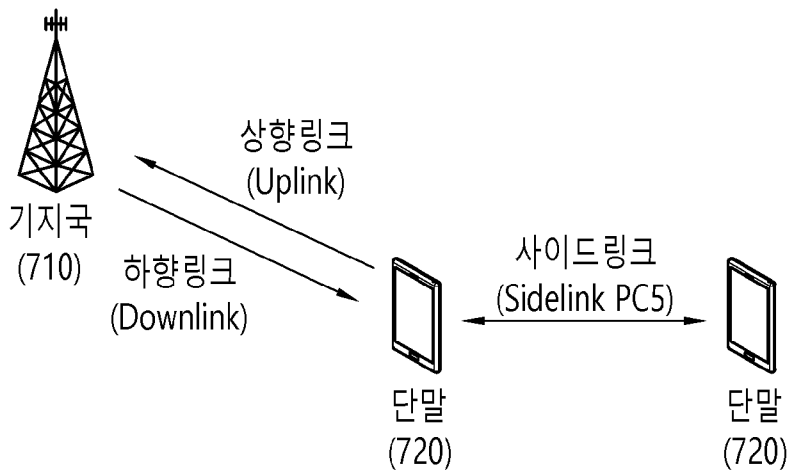 상향링크
(Uplink)
기지국
(710)
하향링크
(Downlink)
사이드링크
(Sidelink PC5)
단말
(720)
단말
(720)